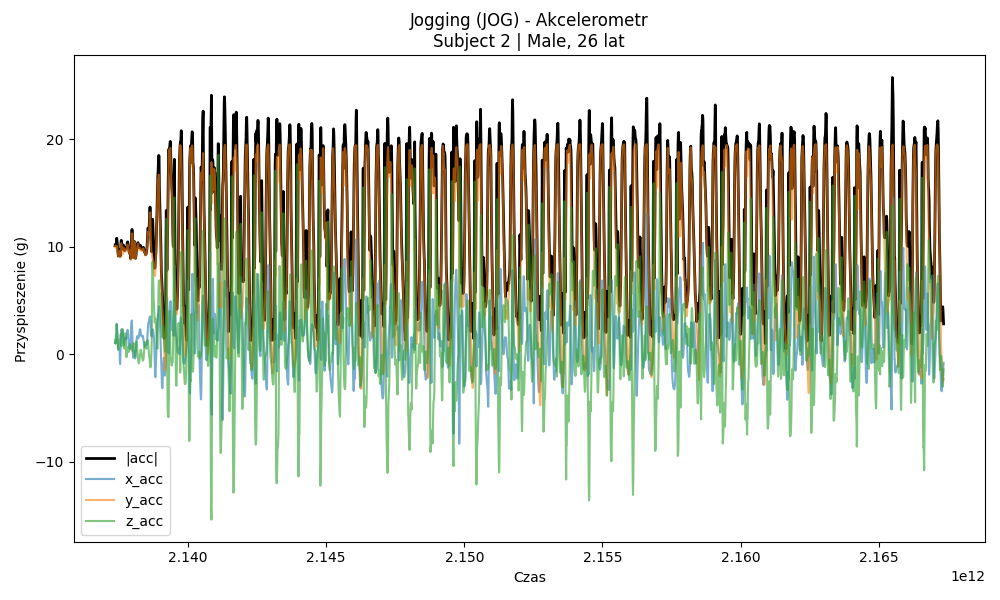 Jogging (JOG) - Akcelerometr
Subject 2 | Male, 26 lat
Przyspieszenie (g)
20
10
0
−10
|acc|
x_acc
y_acc
z_acc
2.140 2.145 2.150 2.155 2.160 2.165
1e12
Czas